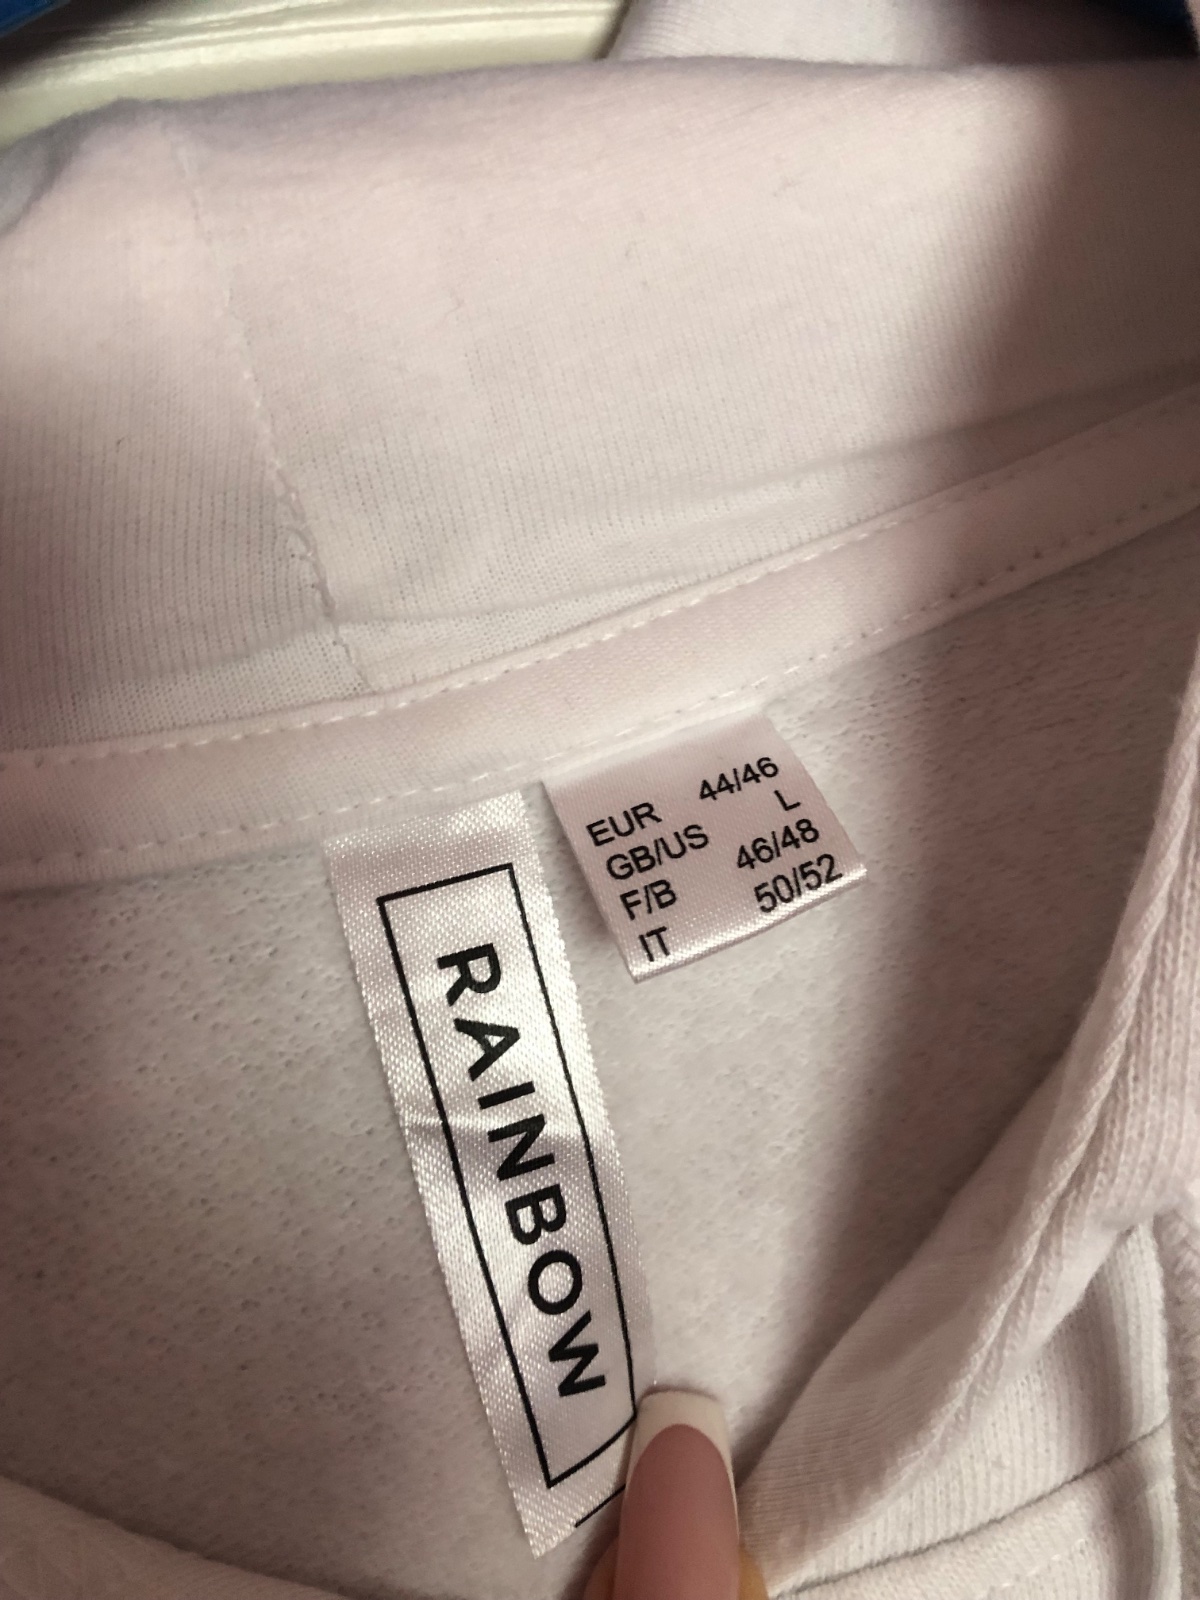 EUR 44/46
GB/US L
F/B 46/48
IT 50/52
RAINBOW